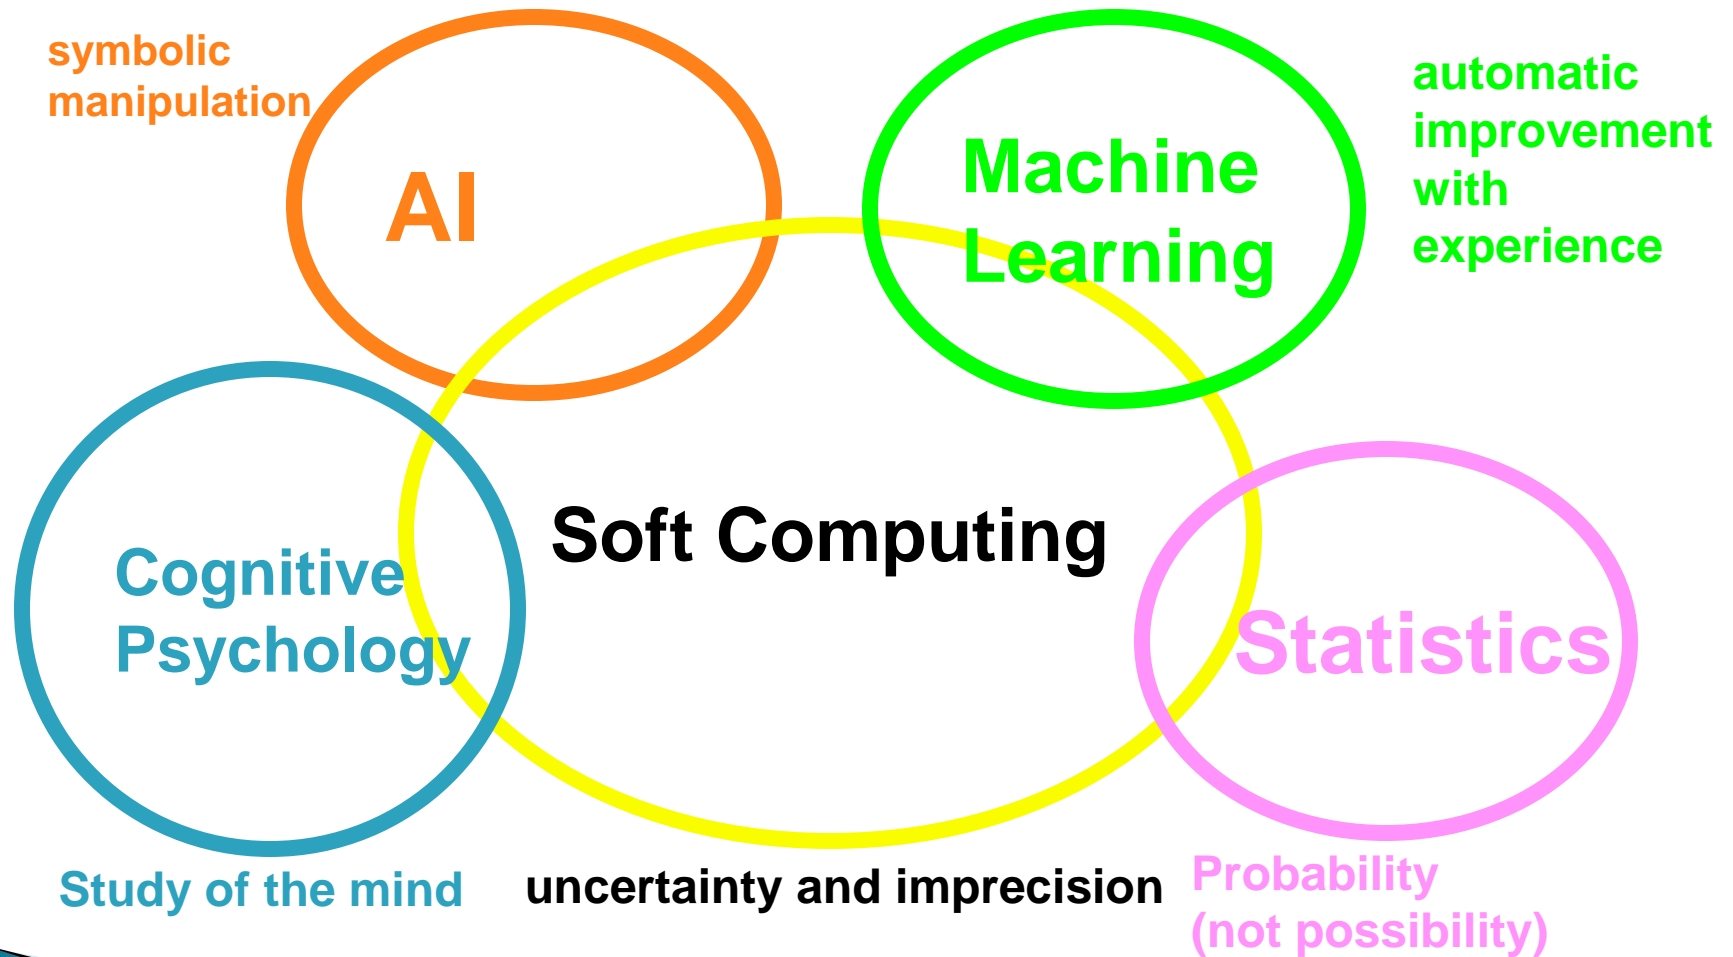 symbolic
manipulation
AI
Machine
Learning
automatic
improvement
with
experience
Soft Computing
Cognitive
Psychology
Statistics
Study of the mind
uncertainty and imprecision
Probability
(not possibility)